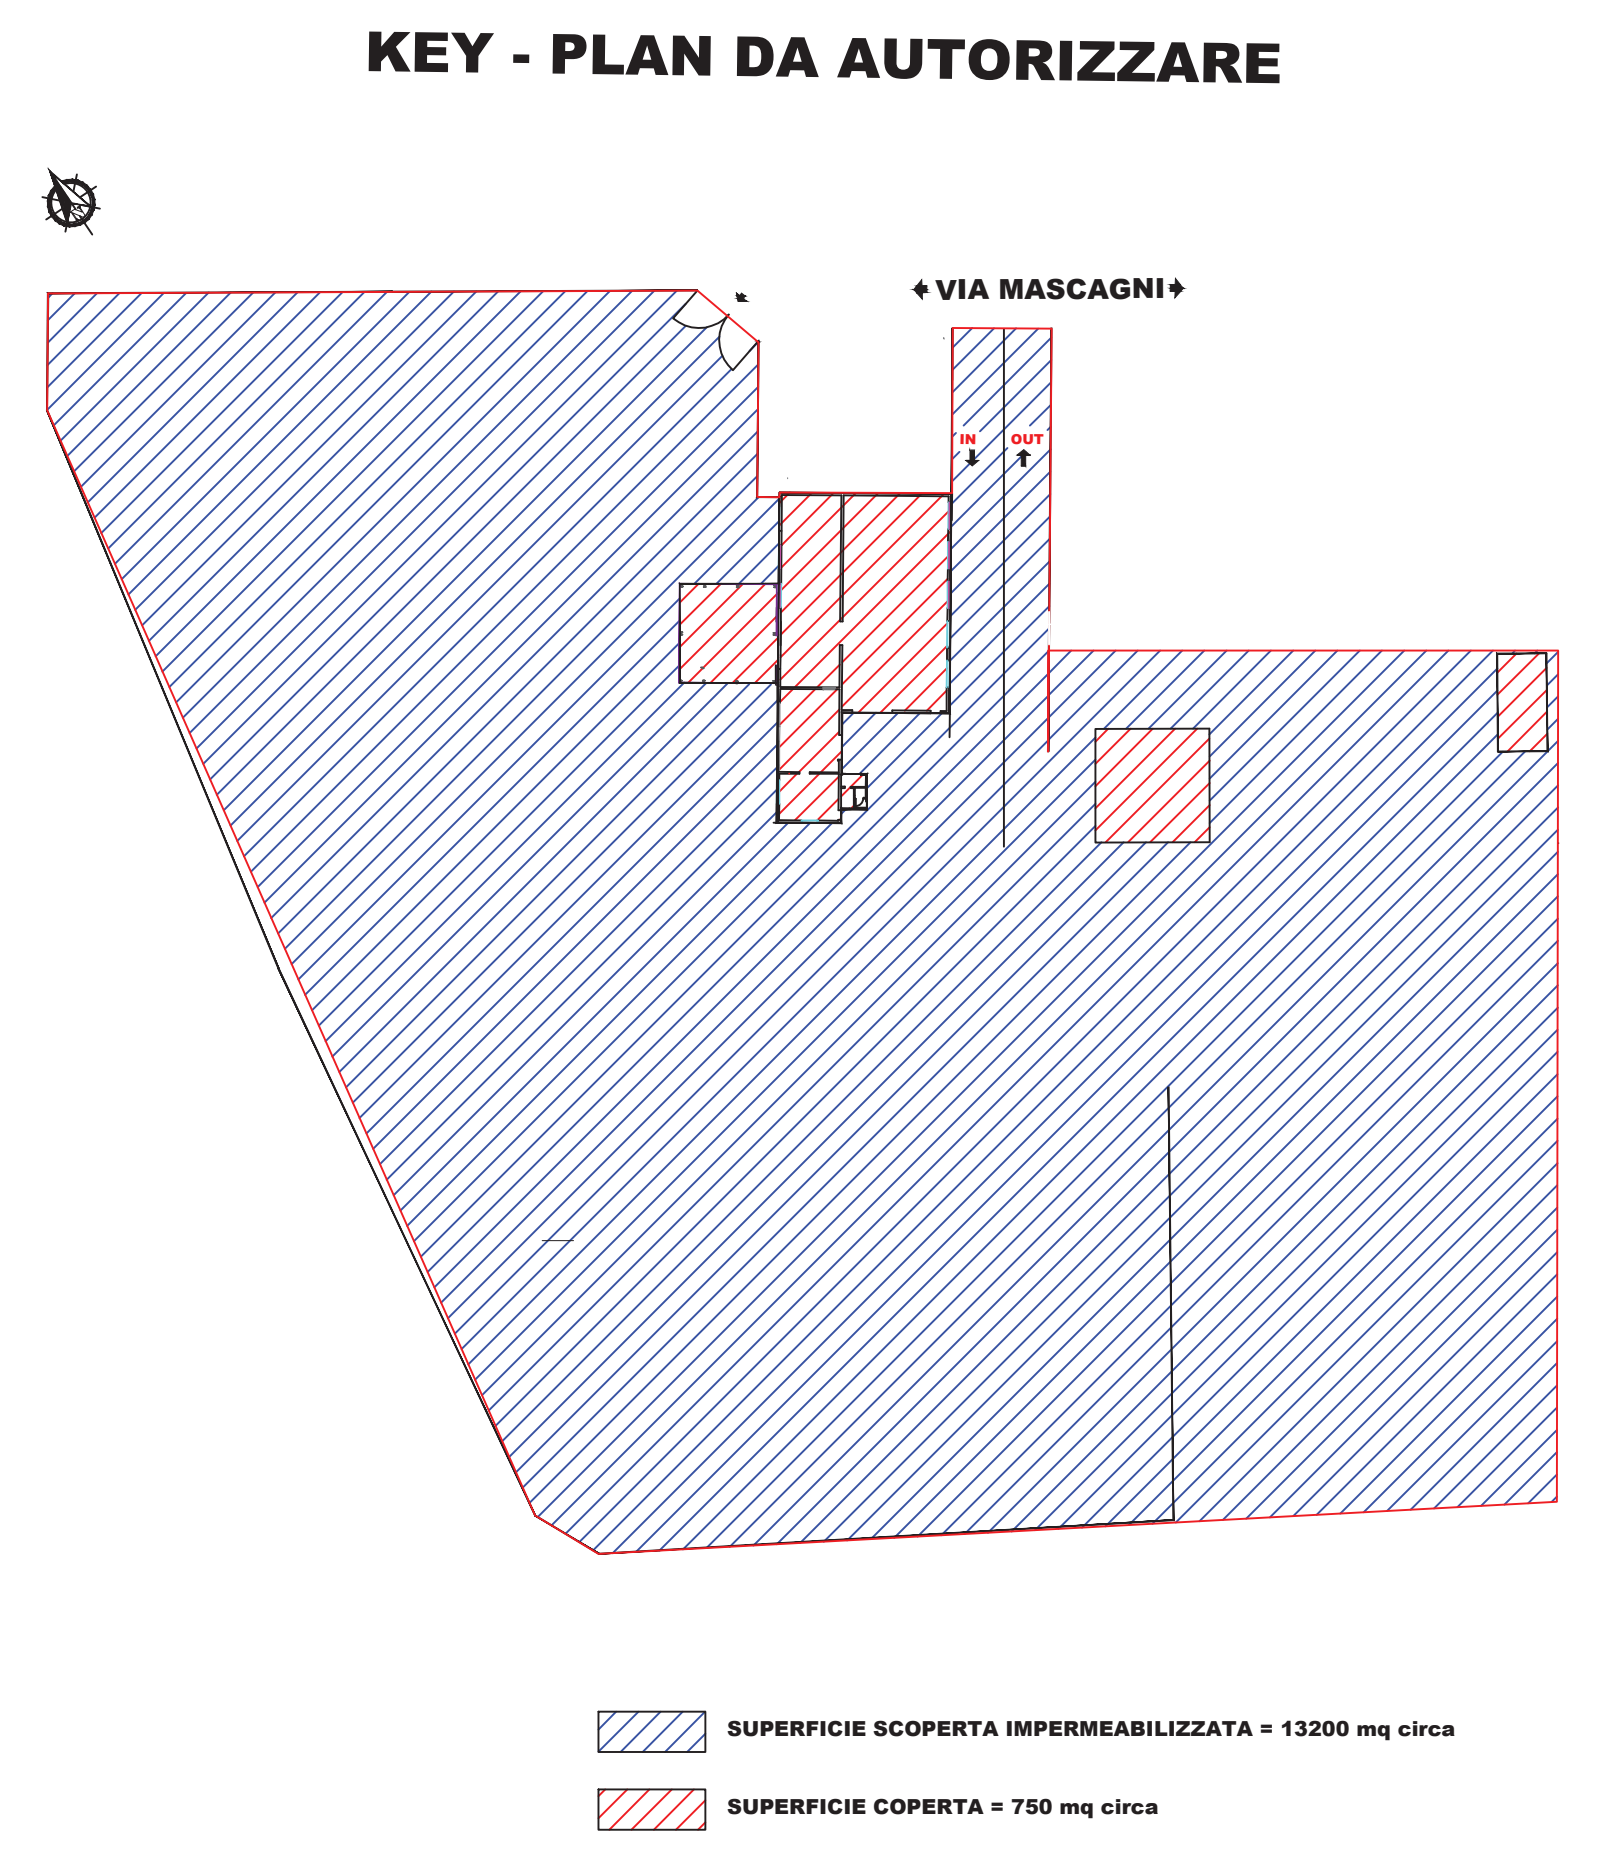 KEY - PLAN DA AUTORIZZARE
VIA MASCAGNI
IN OUT
SUPERFICIE SCOPERTA IMPERMEABILIZZATA = 13200 mq circa
SUPERFICIE COPERTA = 750 mq circa